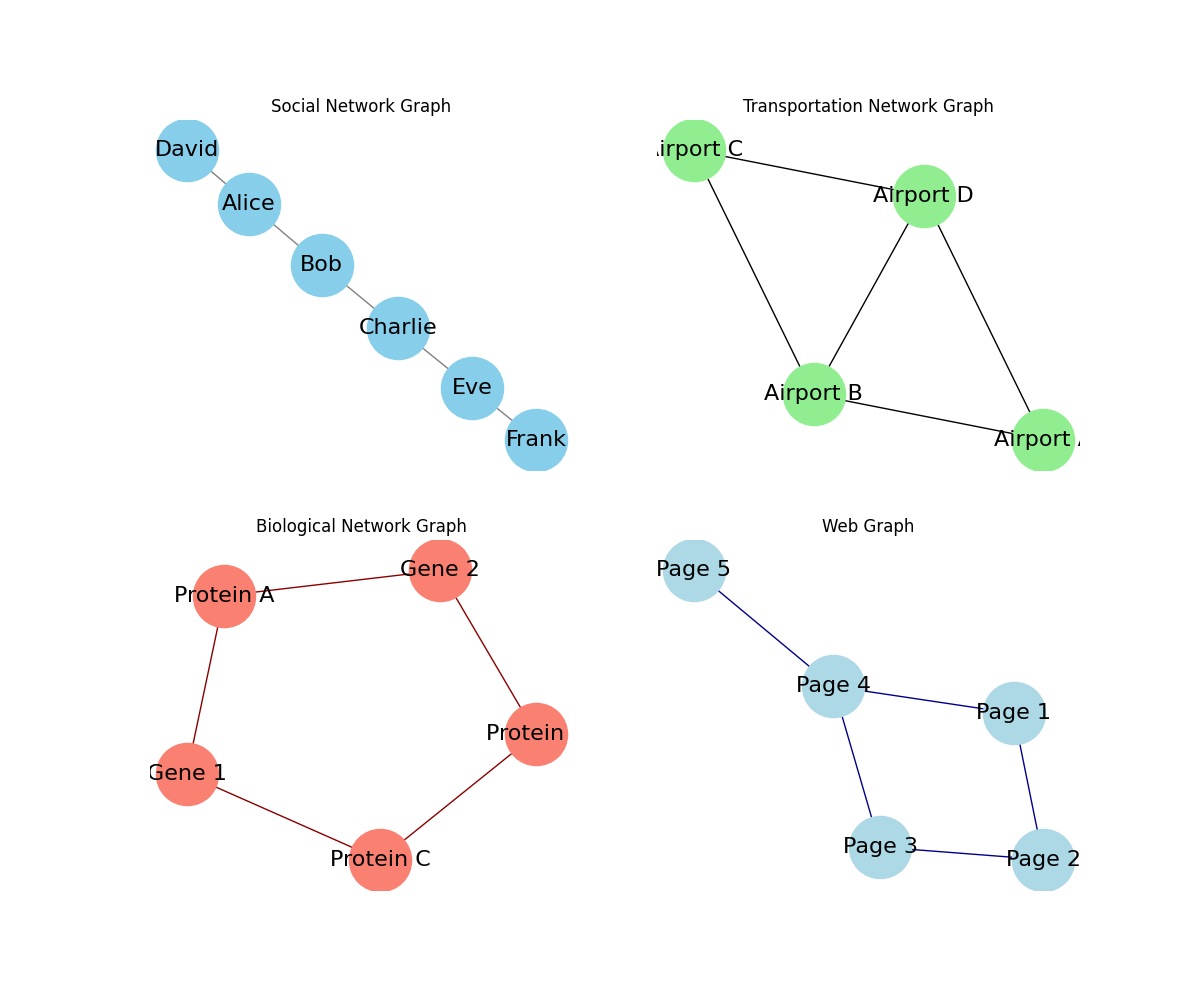 Social Network Graph
David
Alice
Bob
Charlie
Eve
Frank
Transportation Network Graph
irport C
Airport D
Airport B
Airport
Biological Network Graph
Gene 2
Protein A
Protein
Gene 1
Protein C
Web Graph
Page 5
Page 4
Page 1
Page 3
Page 2